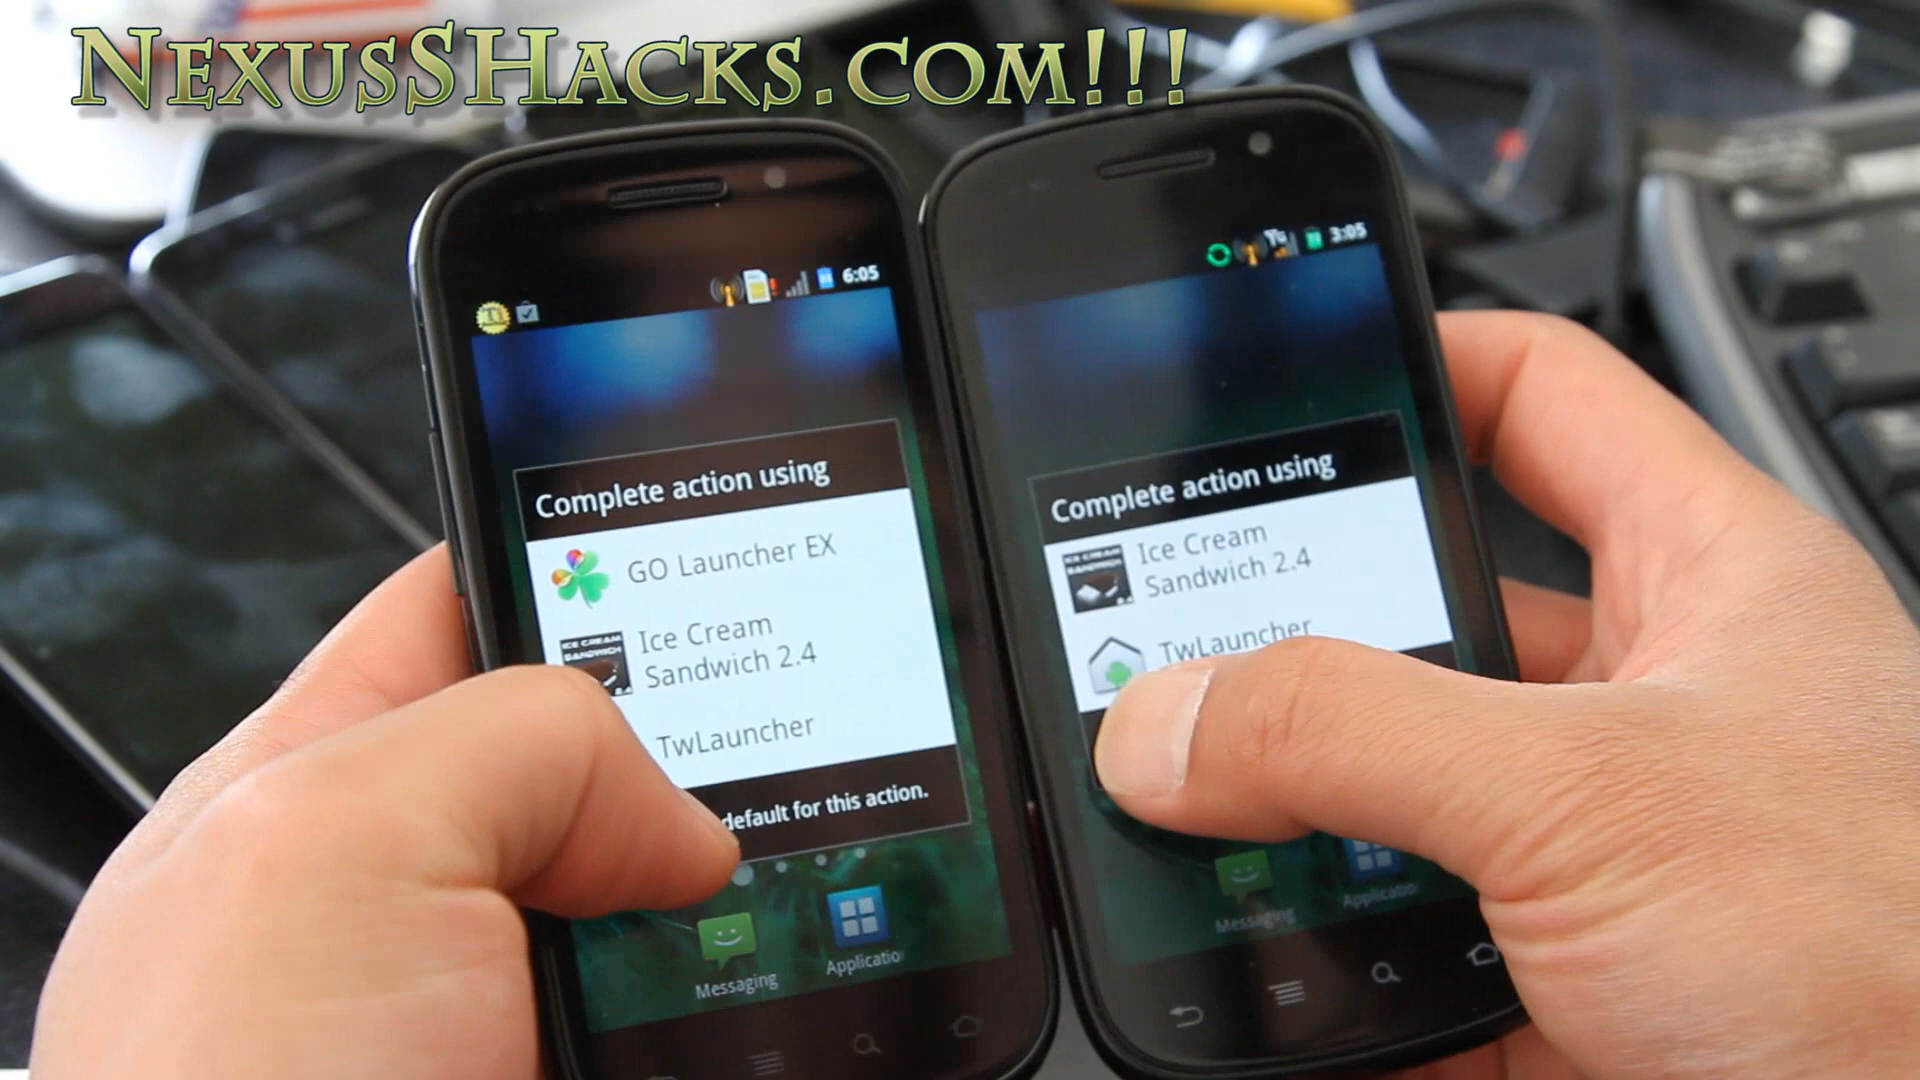 NexusSHacks.com!!!
6:05
Complete action using
GO Launcher EX
Ice Cream
Sandwich 2.4
TwLauncher
default for this action.
Messaging
Applicatio
3:05
Complete action using
Ice Cream
Sandwich 2.4
TwLauncher
Messaging
Applicatio